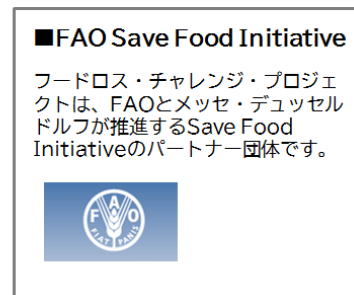 ■FAO Save Food Initiative
フードロス・チャレンジ・プロジェ
クトは、FAOとメッセ・デュッセル
ドルフが推進するSave Food
Initiativeのパートナー団体です。
F A O
FIAT PANIS